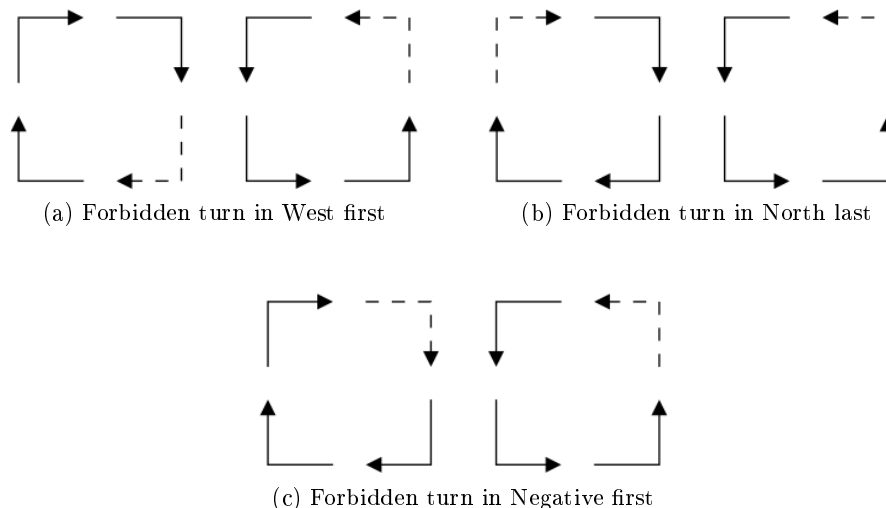 (a) Forbidden turn in West first
(b) Forbidden turn in North last
(c) Forbidden turn in Negative first